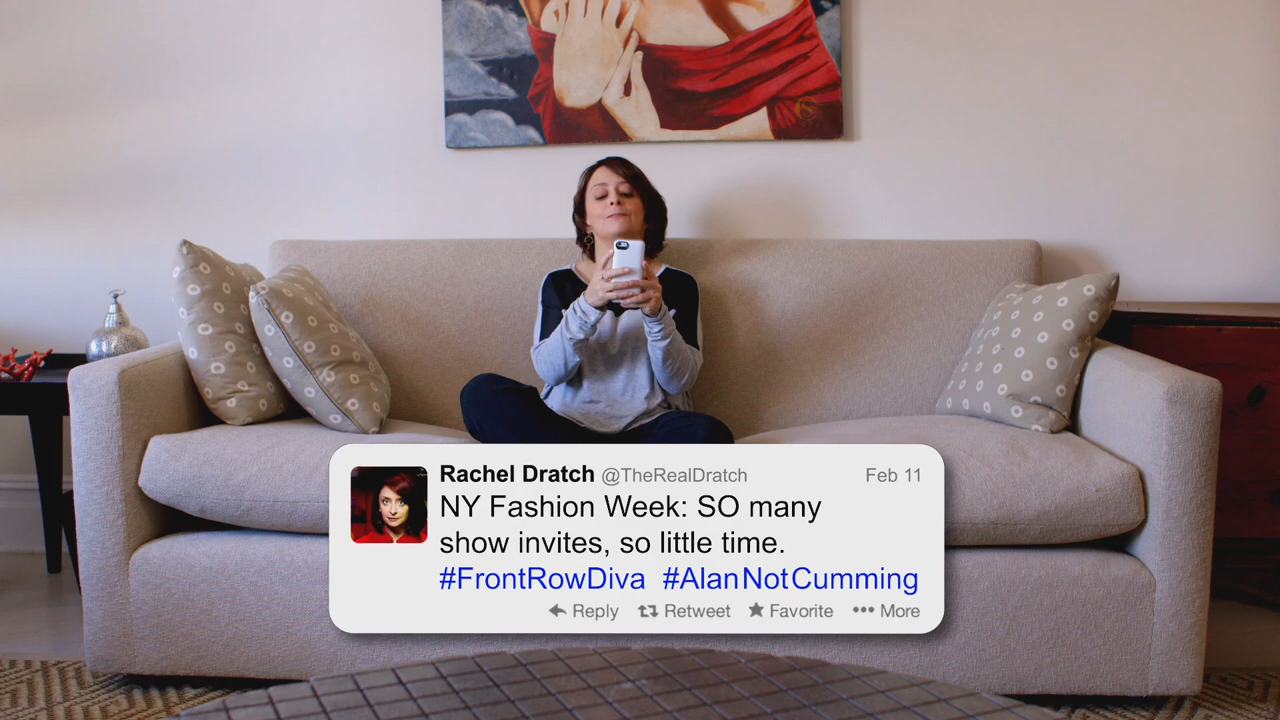 Rachel Dratch @TheRealDratch Feb 11
NY Fashion Week: SO many
show invites, so little time.
#FrontRowDiva #AlanNotCumming
Reply Retweet Favorite More